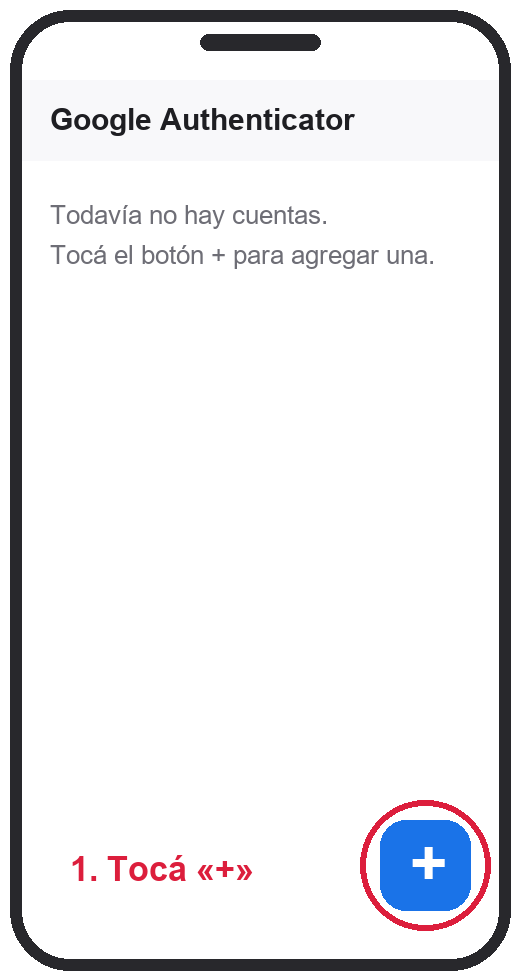 Google Authenticator
Todavía no hay cuentas.
Tocá el botón + para agregar una.
1. Tocá «+»
+